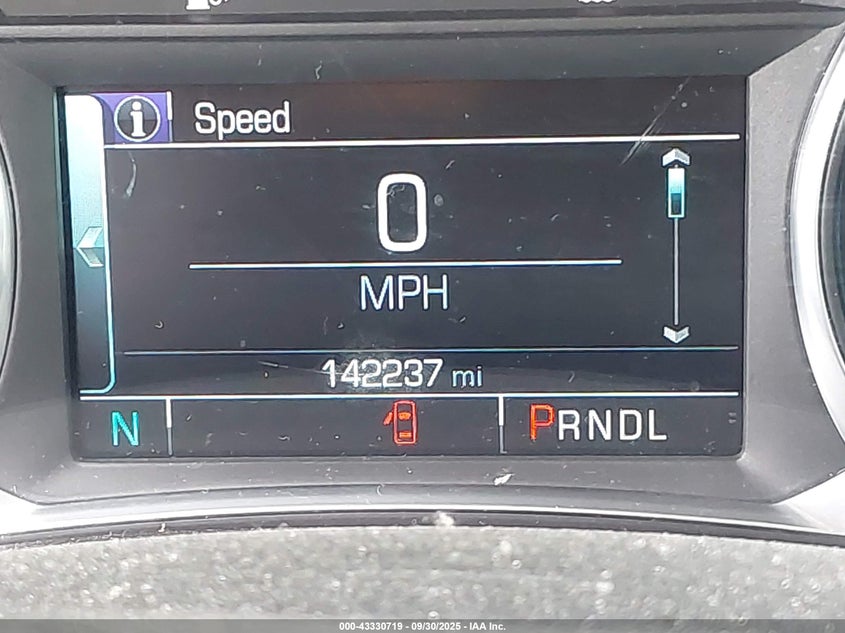 i Speed
0
MPH
142237 mi
N PRNDL
000-43330719 - 09/30/2025 - IAA Inc.